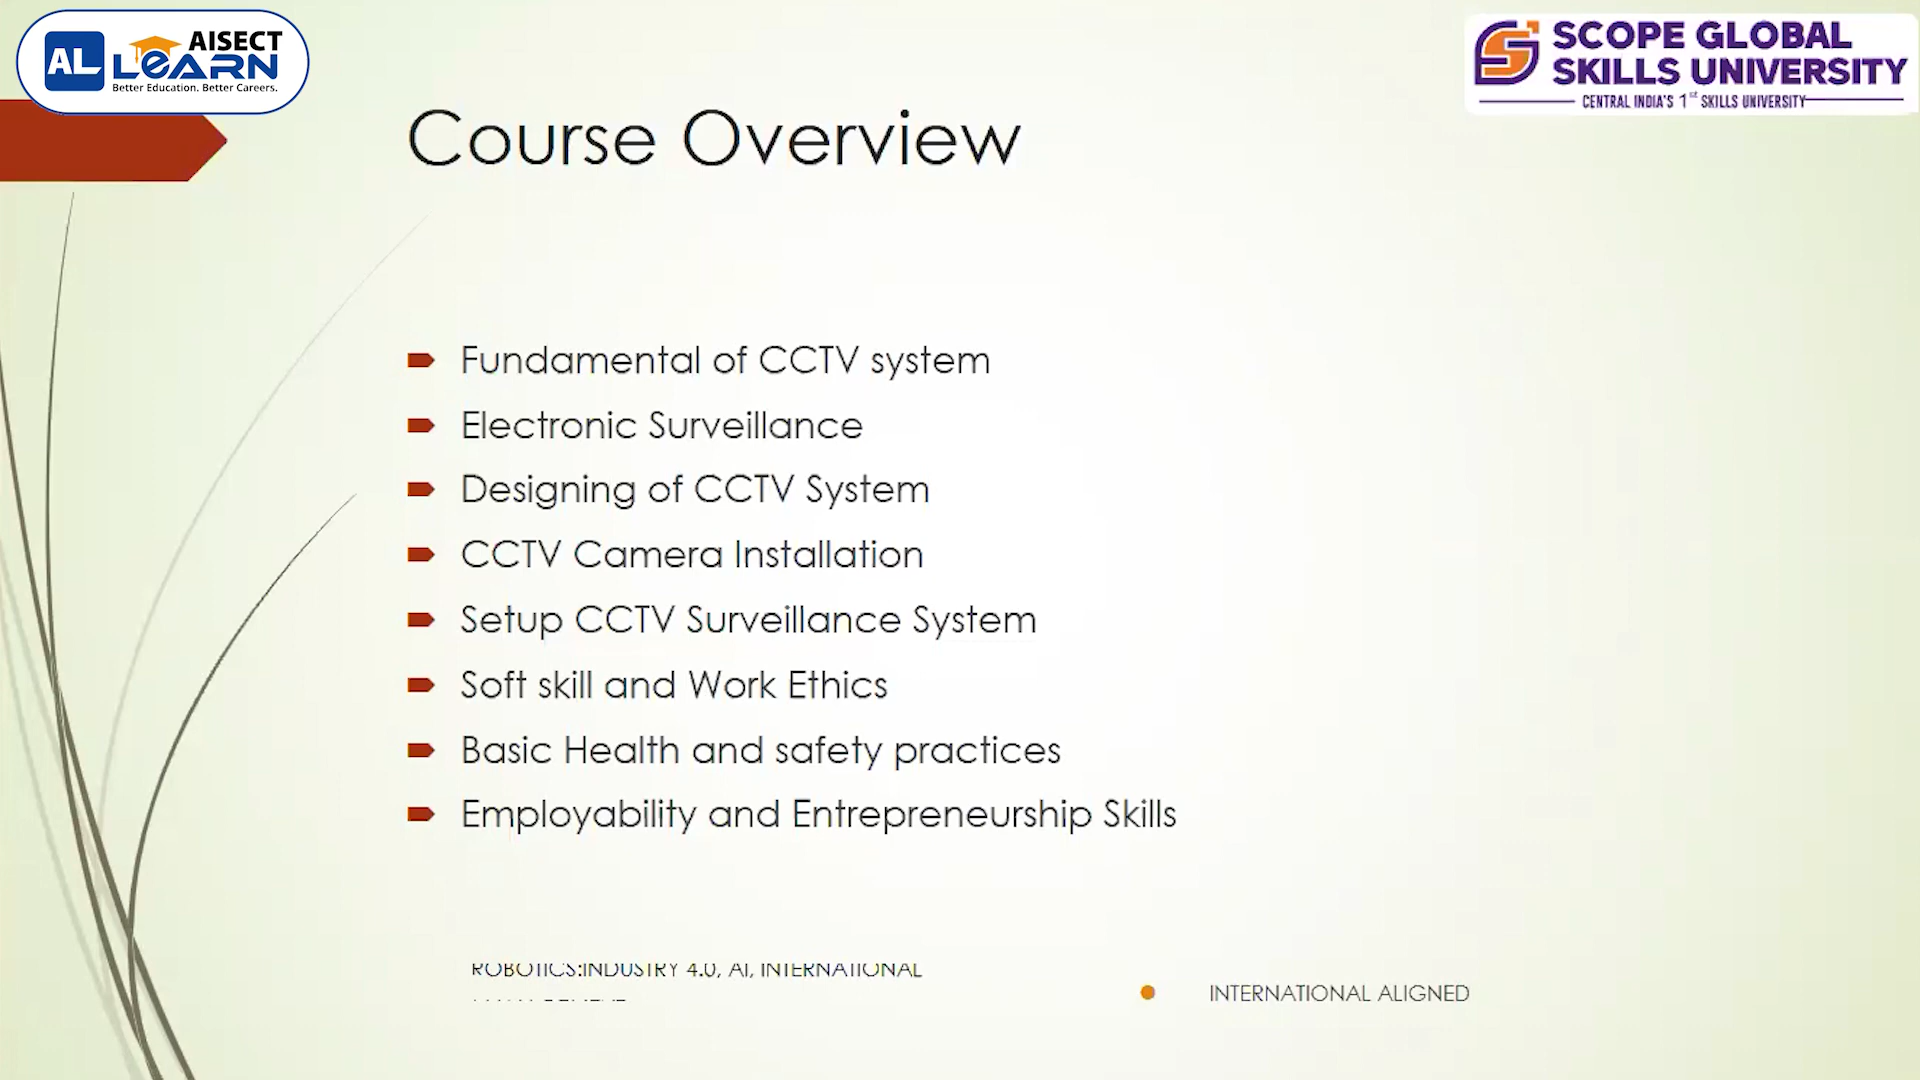 AL LEARN AISECT
Better Education. Better Careers.
SCOPE GLOBAL
SKILLS UNIVERSITY
CENTRAL INDIA'S 1st SKILLS UNIVERSITY
Course Overview
Fundamental of CCTV system
Electronic Surveillance
Designing of CCTV System
CCTV Camera Installation
Setup CCTV Surveillance System
Soft skill and Work Ethics
Basic Health and safety practices
Employability and Entrepreneurship Skills
ROBOTICS:INDUSTRY 4.0, AI, INTERNATIONAL
INTERNATIONAL ALIGNED